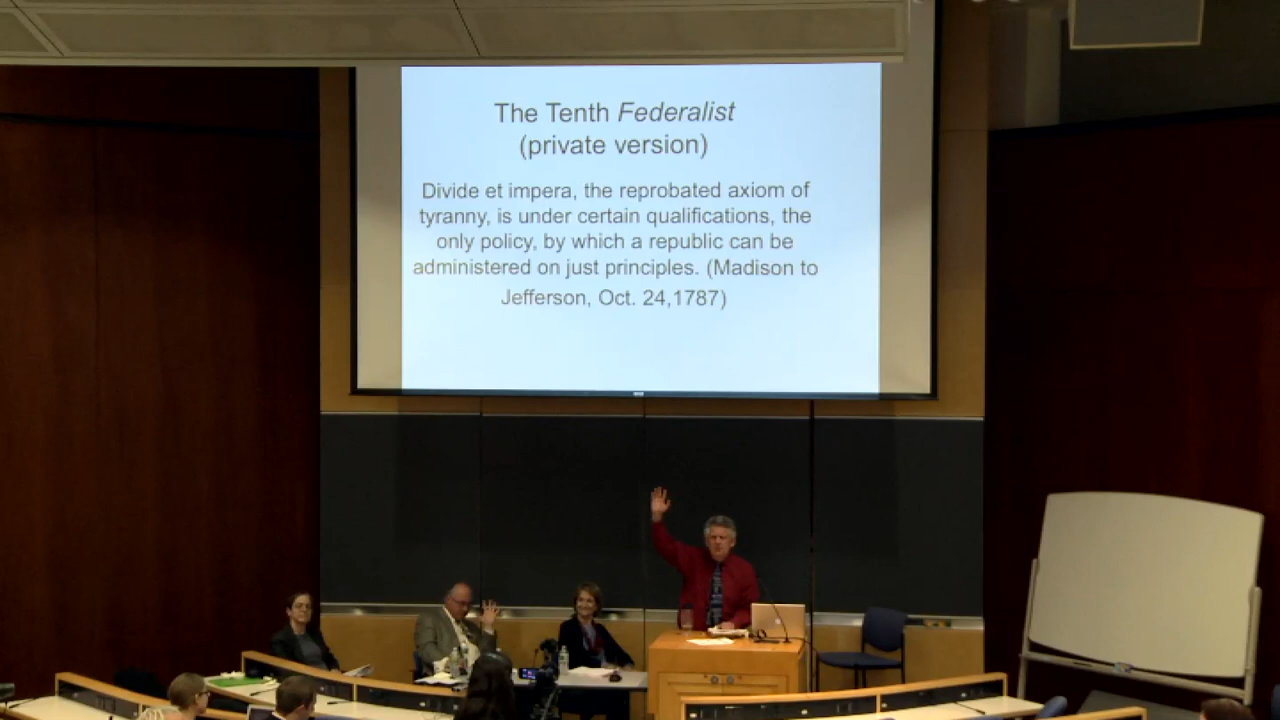 The Tenth Federalist
(private version)
Divide et impera, the reprobated axiom of
tyranny, is under certain qualifications, the
only policy, by which a republic can be
administered on just principles. (Madison to
Jefferson, Oct. 24,1787)